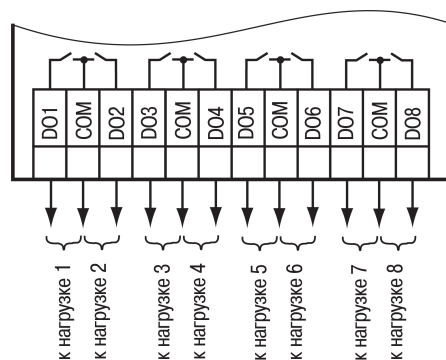 DO1 COM DO2 DO3 COM DO4 DO5 COM DO6 DO7 COM DO8
к нагрузке 1
к нагрузке 2
к нагрузке 3
к нагрузке 4
к нагрузке 5
к нагрузке 6
к нагрузке 7
к нагрузке 8